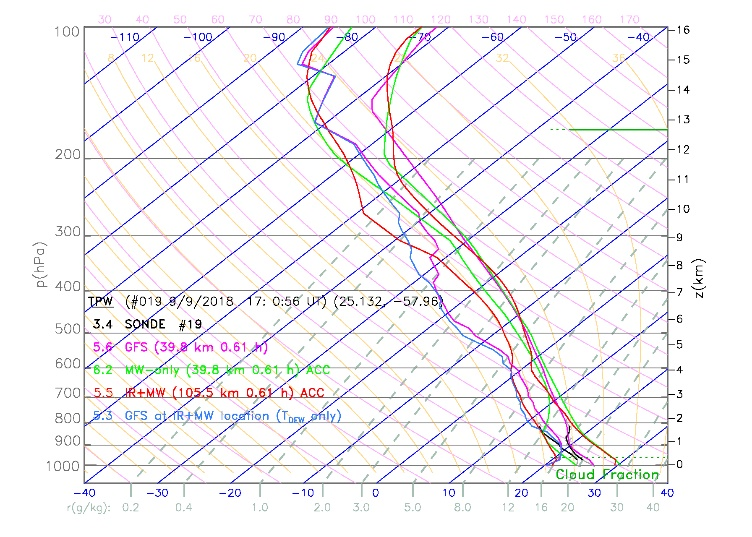 30 40 50 60 70 80 90 100 110 120 130 140 150 160 170
100 -110 -100 -90 -80 -70 -60 -50 -40 16
8 12 20 32 15
14
13
200 12
11
10
300 9
p(hPa) 8 z(km)
400 7
TPW (#019 9/9/2018 17: 0:56 UT) (25.132, -57.96)
3.4 SONDE #19 6
500
5.6 GFS (39.8 km 0.61 h) 5
600 6.2 MW-only (39.8 km 0.61 h) ACC 4
700 5.5 IR+MW (105.5 km 0.61 h) ACC 3
5.3 GFS at IR+MW location (TDEW only)
800 2
900 1
1000 0
Cloud Fraction
-40 -30 -20 -10 0 10 20 30 40
r(g/kg): 0.2 0.4 1.0 2.0 3.0 5.0 8.0 12 16 20 30 40